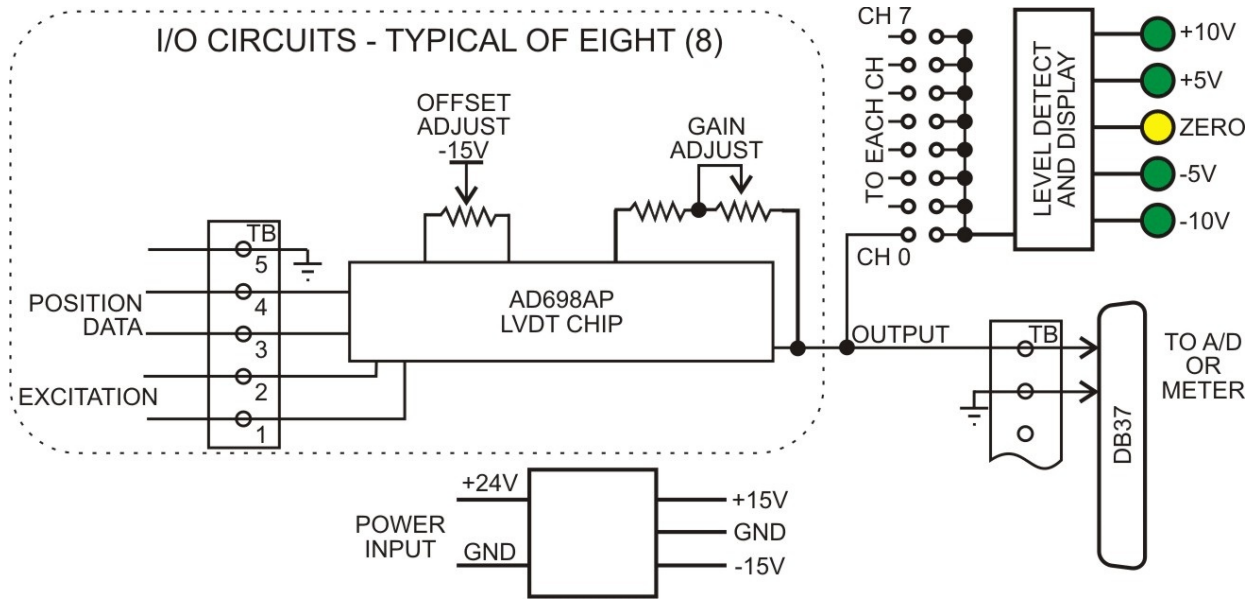 I/O CIRCUITS - TYPICAL OF EIGHT (8)
OFFSET
ADJUST
-15V
GAIN
ADJUST
TB
5
4
3
2
1
POSITION
DATA
EXCITATION
AD698AP
LVDT CHIP
CH 7
TO EACH CH
CH 0
LEVEL DETECT
AND DISPLAY
+10V
+5V
ZERO
-5V
-10V
OUTPUT
TB
DB37
TO A/D
OR
METER
POWER
INPUT
+24V
GND
+15V
GND
-15V